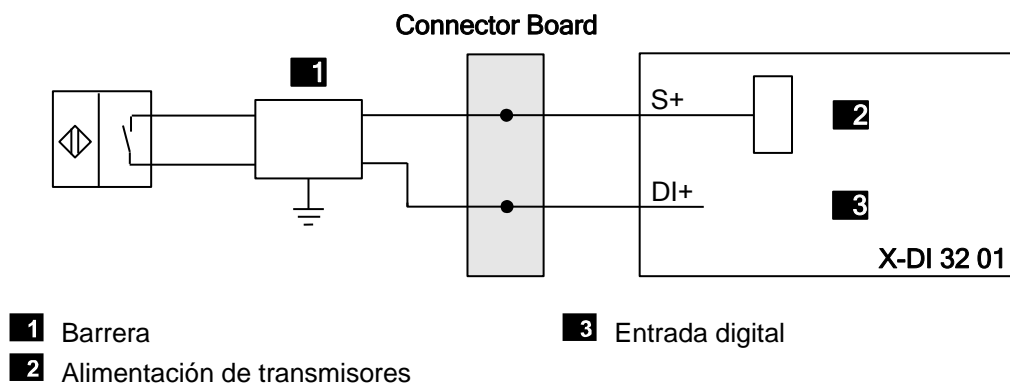 Connector Board
1
S+
2
DI+
3
X-DI 32 01
1 Barrera
3 Entrada digital
2 Alimentación de transmisores